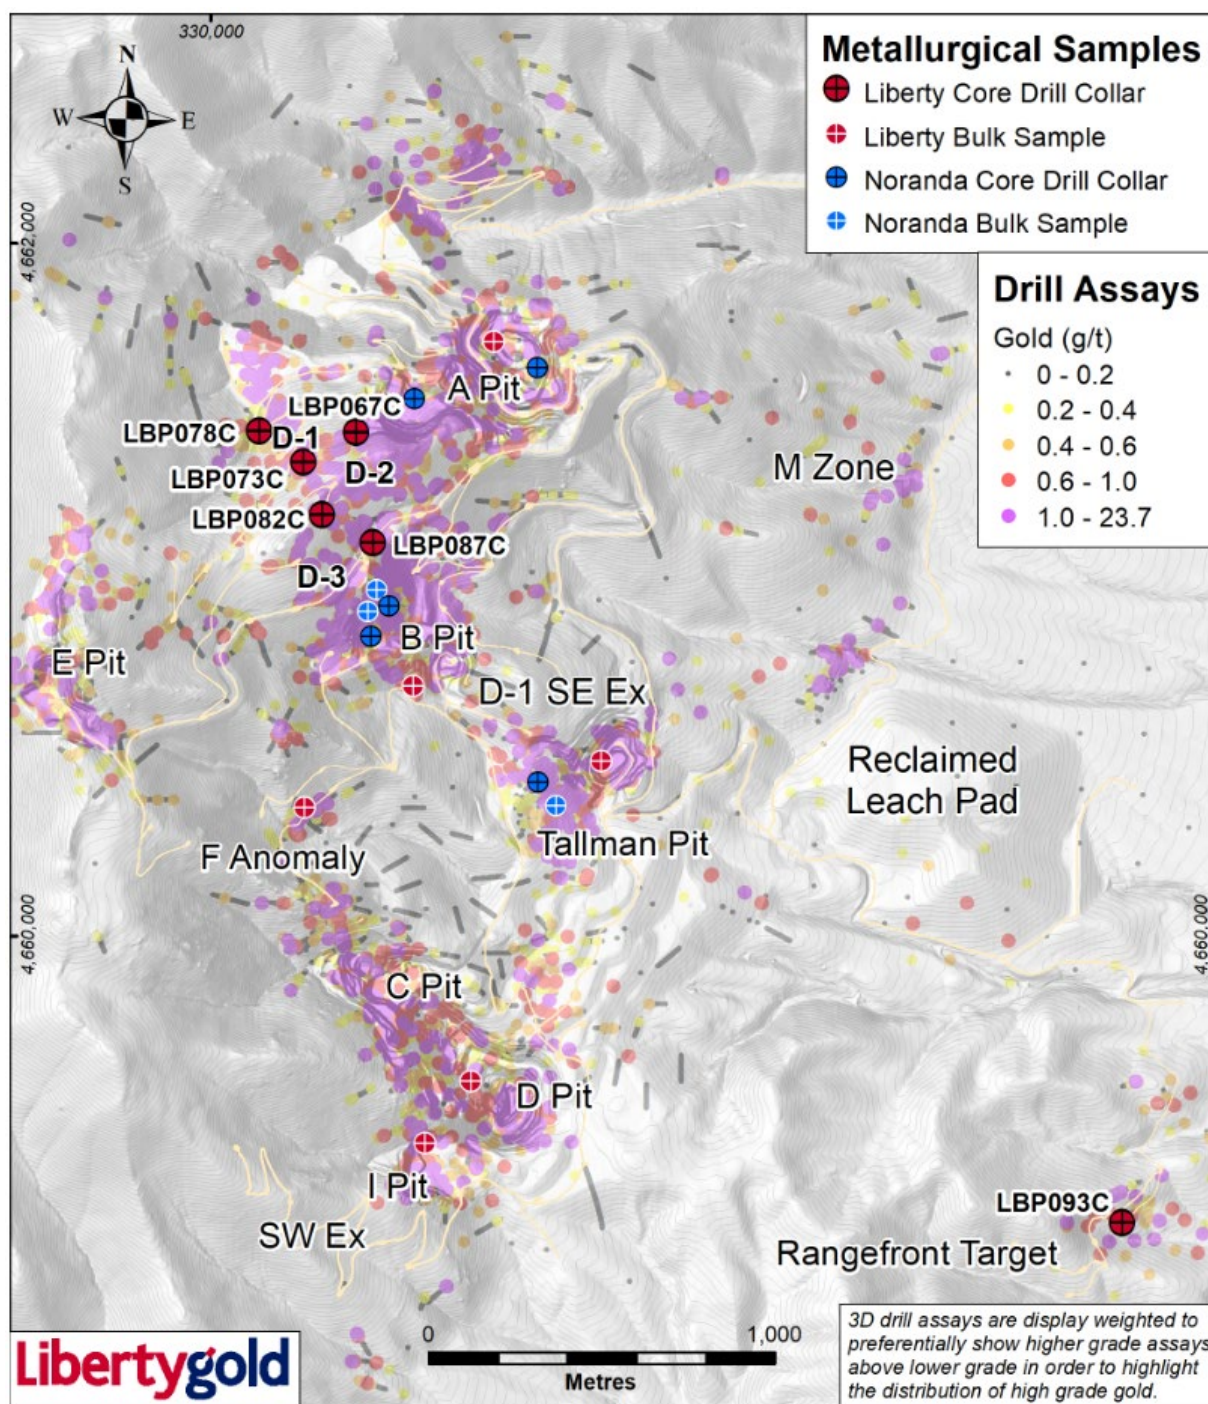 330,000
N
W
E
S
4,662,000
Metallurgical Samples
Liberty Core Drill Collar
Liberty Bulk Sample
Noranda Core Drill Collar
Noranda Bulk Sample
Drill Assays
Gold (g/t)
0 - 0.2
0.2 - 0.4
0.4 - 0.6
0.6 - 1.0
1.0 - 23.7
A Pit
LBP067C
LBP078C
D-1
LBP073C
D-2
M Zone
LBP082C
LBP087C
D-3
B Pit
E Pit
D-1 SE Ex
Reclaimed
Leach Pad
Tallman Pit
F Anomaly
4,660,000
4,660,000
C Pit
D Pit
I Pit
LBP093C
SW Ex
Rangefront Target
Libertygold
0
1,000
Metres
3D drill assays are display weighted to
preferentially show higher grade assays
above lower grade in order to highlight
the distribution of high grade gold.